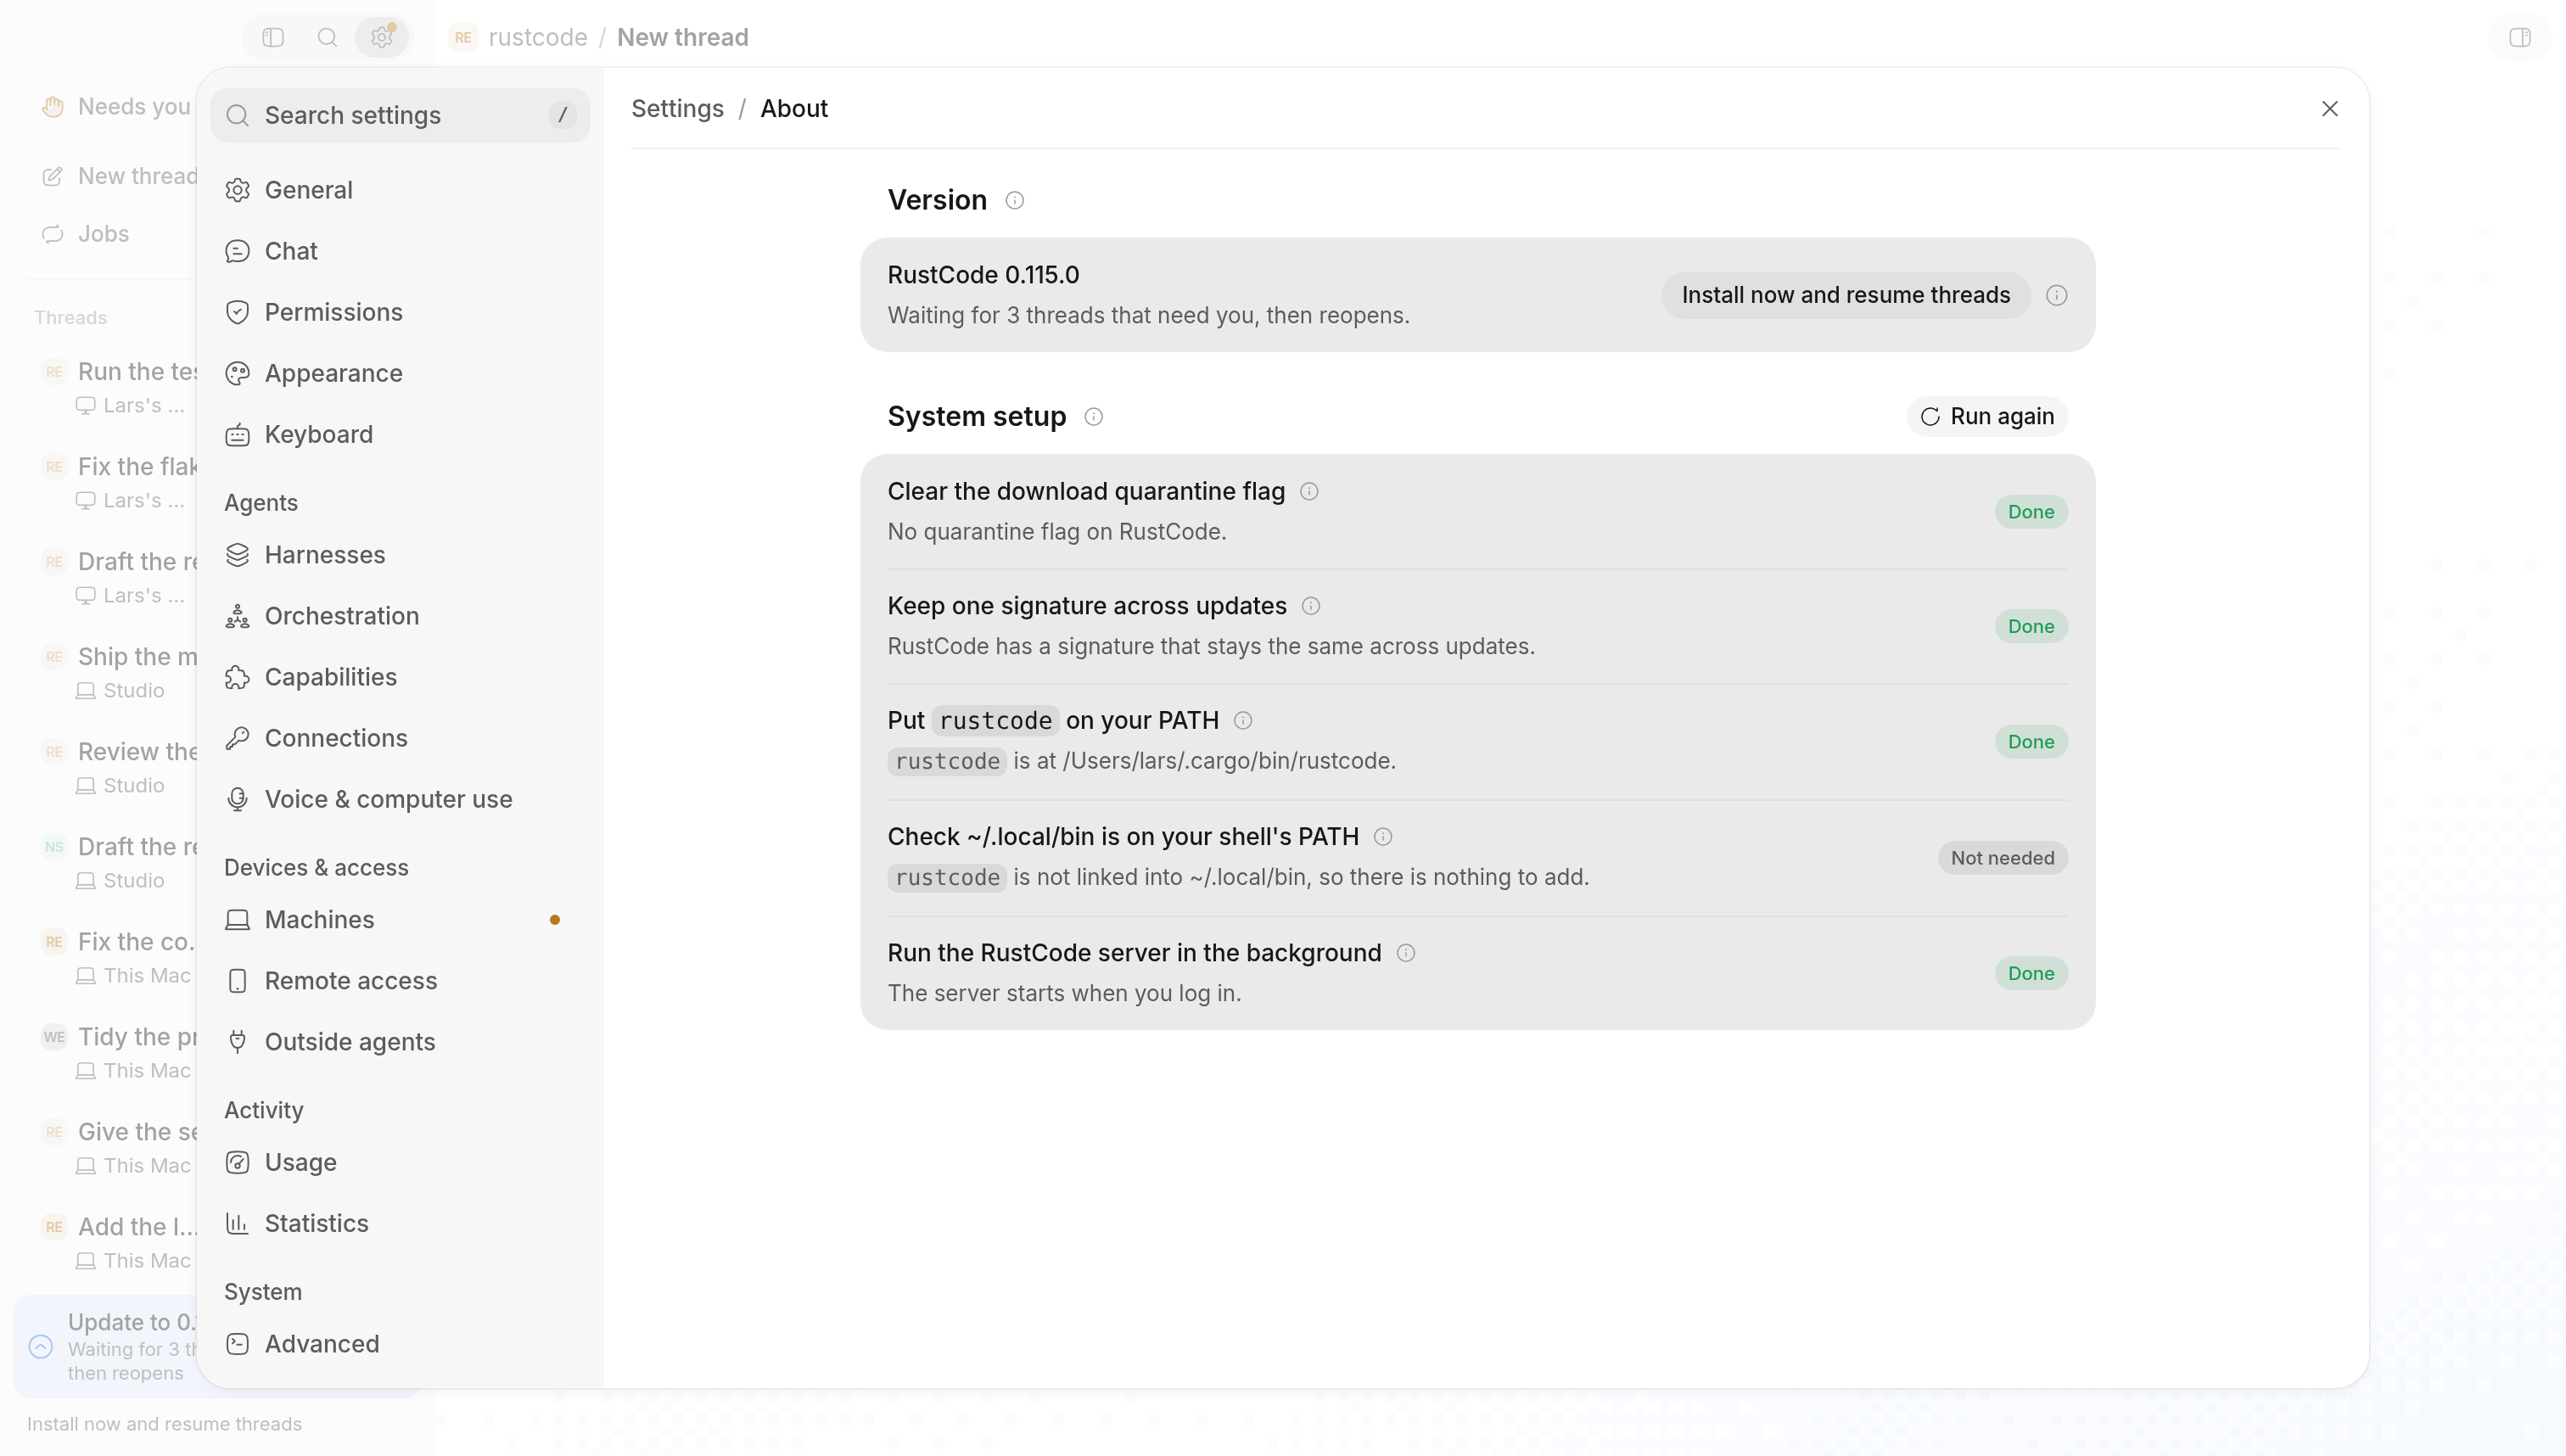 RE rustcode / New thread
Needs you
New thread
Jobs
Threads
RE Run the tes
Lars's ...
RE Fix the flak
Lars's ...
RE Draft the re
Lars's ...
RE Ship the m
Studio
RE Review the
Studio
NS Draft the re
Studio
RE Fix the co...
This Mac
WE Tidy the pr
This Mac
RE Give the se
This Mac
RE Add the l...
This Mac
Update to 0.
Waiting for 3 th
then reopens
Install now and resume threads
Search settings /
General
Chat
Permissions
Appearance
Keyboard
Agents
Harnesses
Orchestration
Capabilities
Connections
Voice & computer use
Devices & access
Machines
Remote access
Outside agents
Activity
Usage
Statistics
System
Advanced
Settings / About
Version
RustCode 0.115.0
Waiting for 3 threads that need you, then reopens.
Install now and resume threads
System setup
Run again
Clear the download quarantine flag
No quarantine flag on RustCode.
Done
Keep one signature across updates
RustCode has a signature that stays the same across updates.
Done
Put rustcode on your PATH
rustcode is at /Users/lars/.cargo/bin/rustcode.
Done
Check ~/.local/bin is on your shell's PATH
rustcode is not linked into ~/.local/bin, so there is nothing to add.
Not needed
Run the RustCode server in the background
The server starts when you log in.
Done